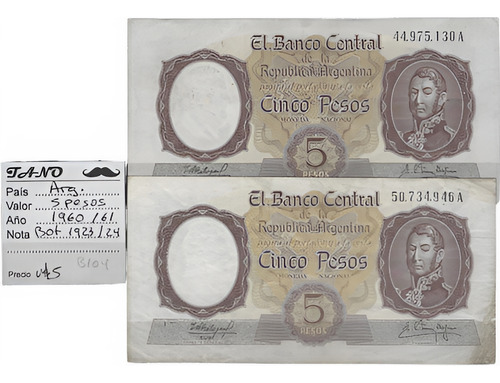 44.975.130 A
El Banco Central
de la
República Argentina
Cinco Pesos
MONEDA NACIONAL
5
PESOS
TANO
País Arg.
Valor 5 pesos
Año 1960/61
Nota Bot 1923/24
Precio
B104
50.734.946 A
El Banco Central
de la
República Argentina
Cinco Pesos
MONEDA NACIONAL
5
PESOS